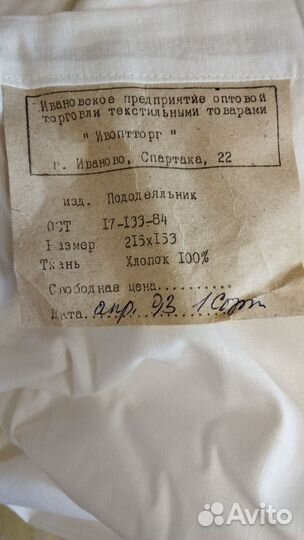 Ивановское предприятие оптовой
торговли текстильными товарами
"Ивоптторг"
г. Иваново, Спартака, 22
изд. Пододеяльник
ОСТ 17-133-84
Размер 215x153
Ткань Хлопок 100%
Свободная цена..........
Дата. апр. 93 1 Сорт
Avito